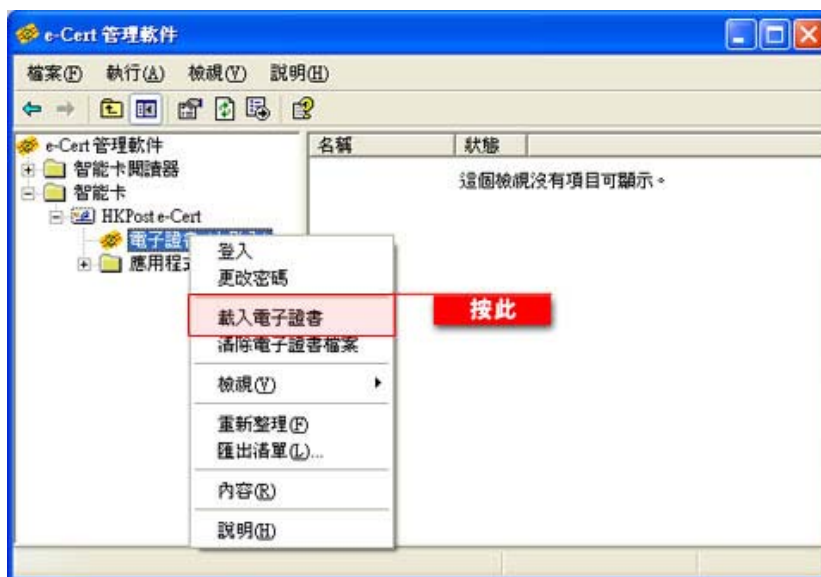 e-Cert 管理軟件
檔案(F) 執行(A) 檢視(V) 說明(H)
e-Cert 管理軟件
智能卡閱讀器
智能卡
HKPost e-Cert
電子證
應用程
名稱 狀態
這個檢視沒有項目可顯示。
登入
更改密碼
載入電子證書
按此
清除電子證書檔案
檢視(V)
重新整理(F)
匯出清單(L)...
內容(R)
說明(H)